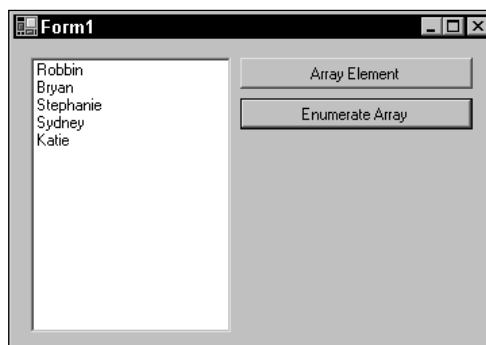 Form1
Robbin
Bryan
Stephanie
Sydney
Katie
Array Element
Enumerate Array